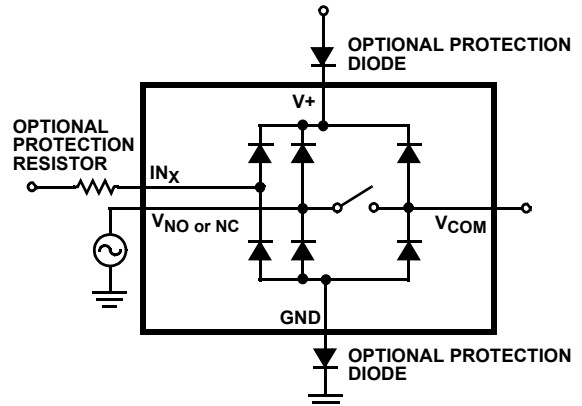 OPTIONAL PROTECTION
DIODE
V+
OPTIONAL
PROTECTION
RESISTOR
INX
VNO or NC
VCOM
GND
OPTIONAL PROTECTION
DIODE